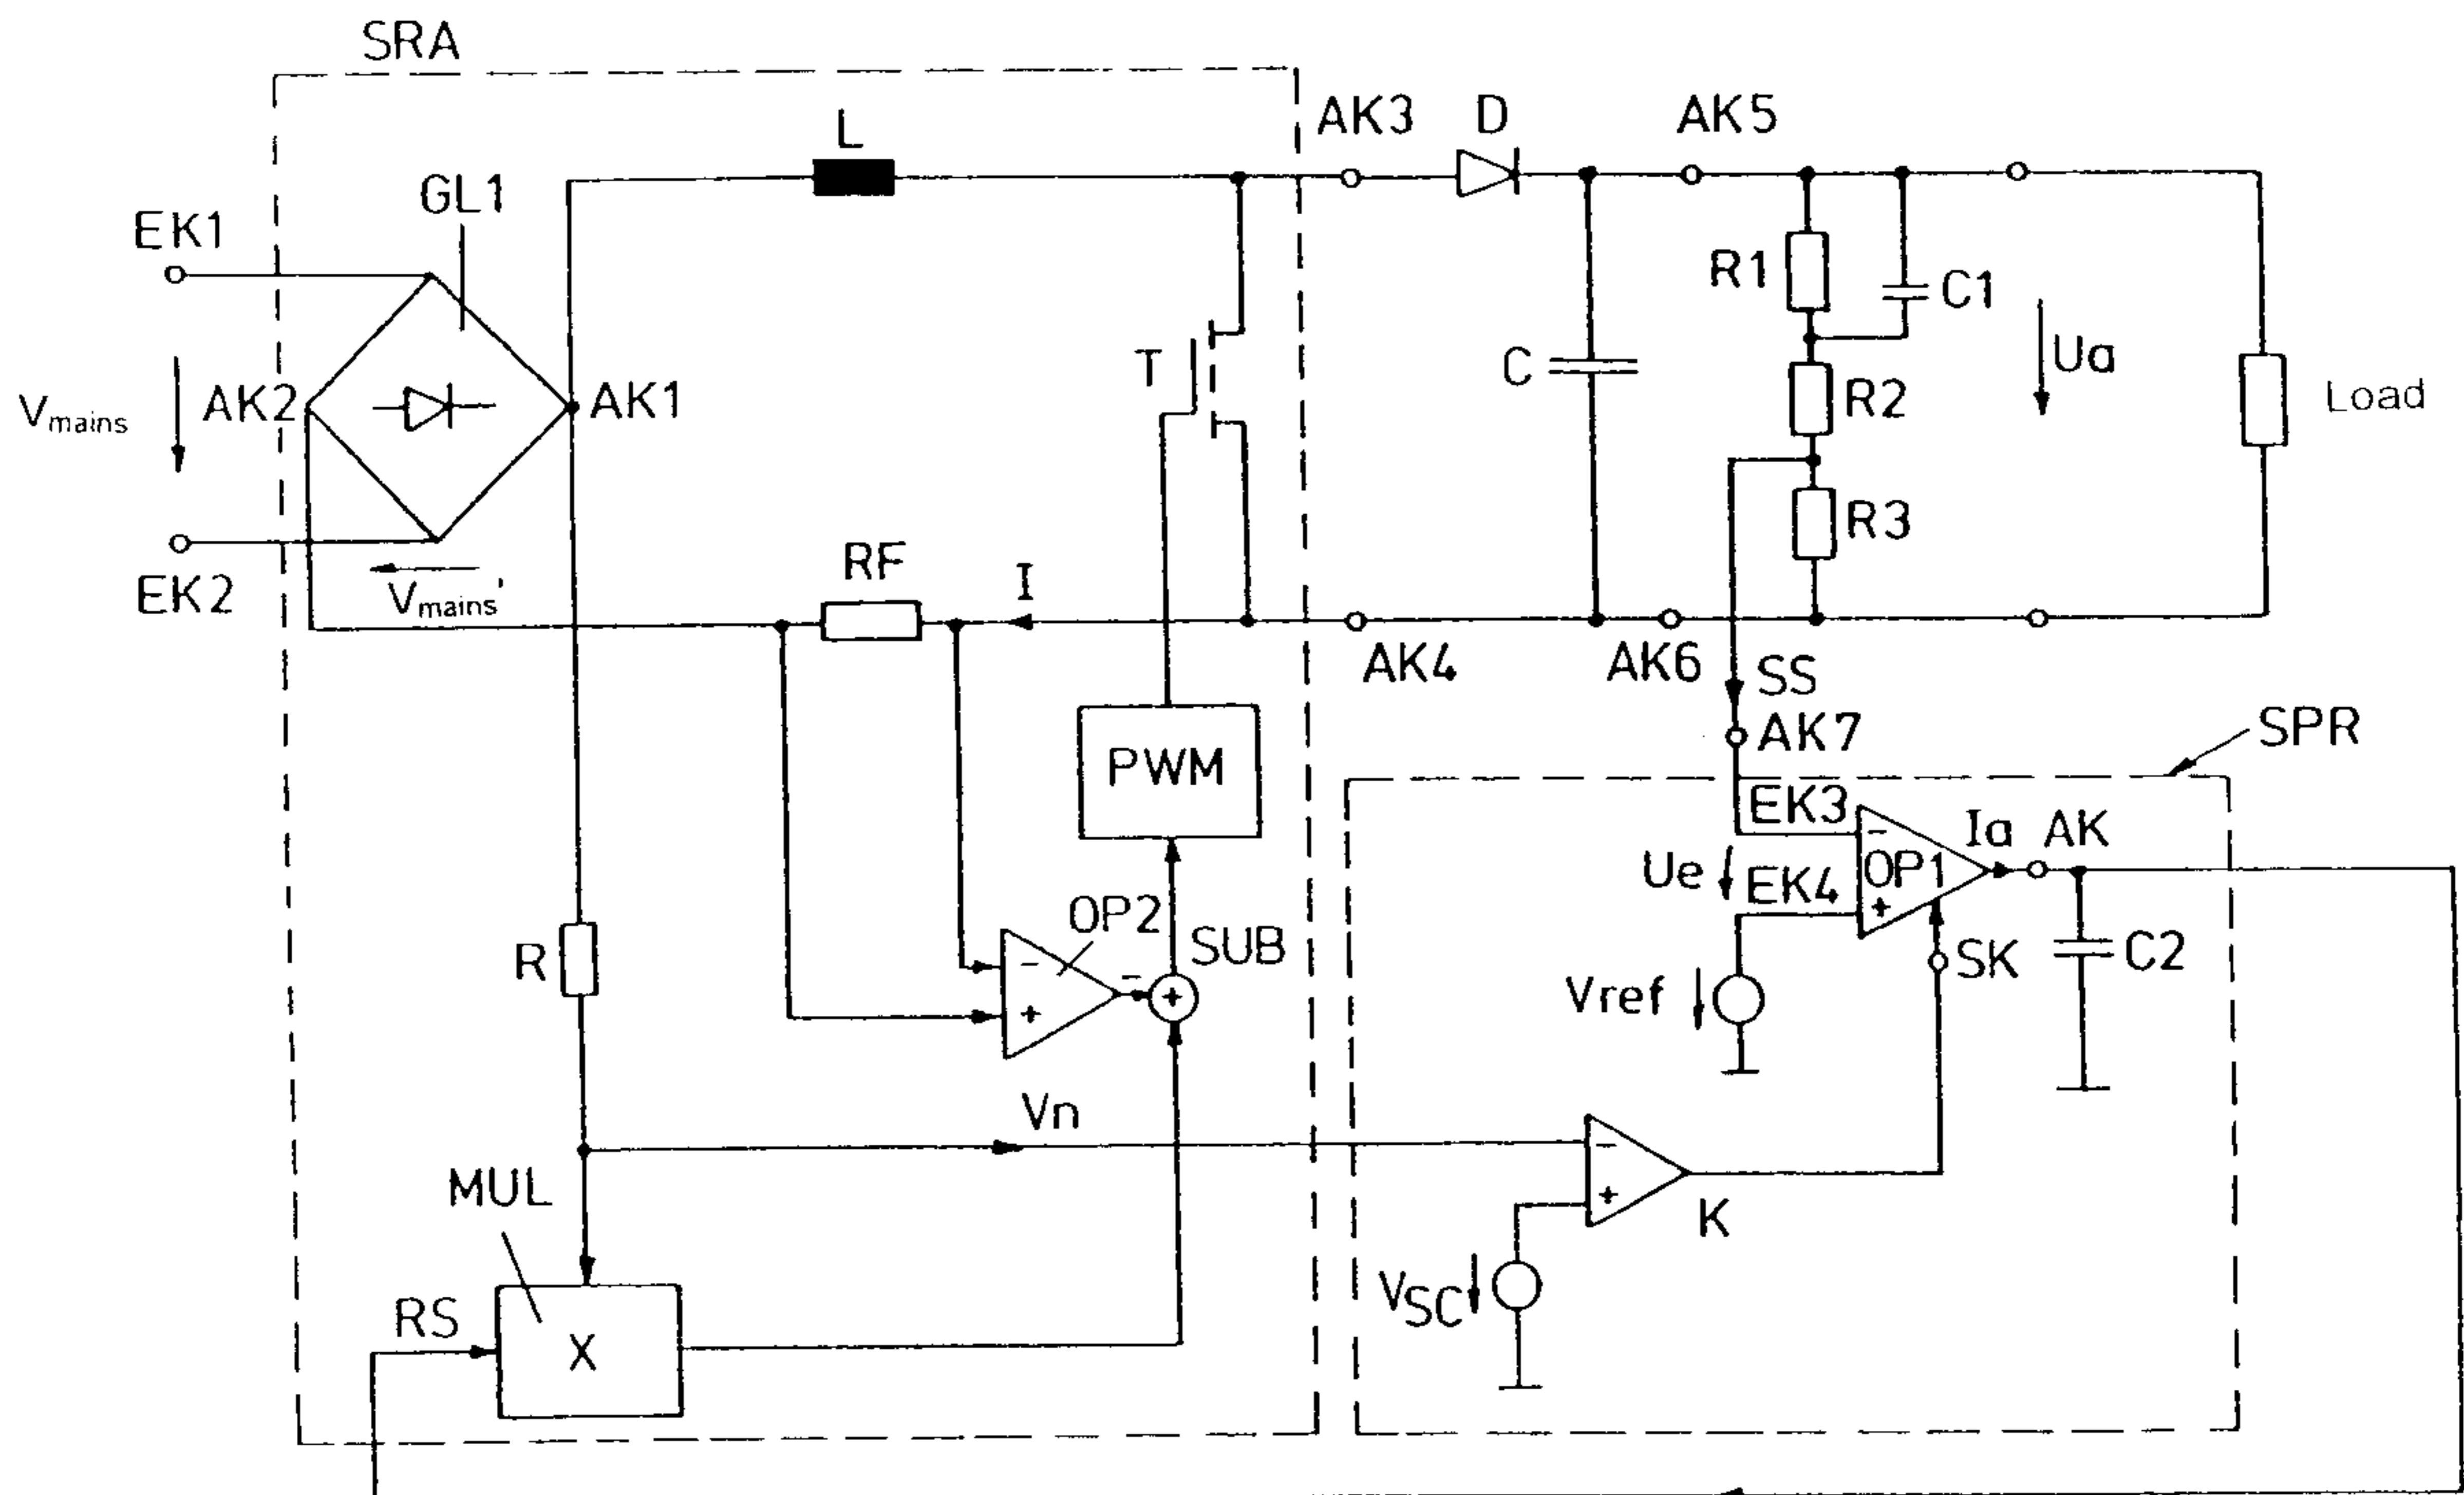 SRA
L
AK3
D
AK5
GL1
EK1
R1
C1
Vmains
AK2
AK1
T
C
R2
Ua
Load
R3
EK2
Vmains'
RF
I
AK4
AK6
SS
AK7
SPR
PWM
EK3
Ia
AK
Ue
EK4
-
OP1
+
OP2
SUB
R
-
-
+
+
SK
C2
Vref
Vn
-
MUL
+
K
RS
X
VSC